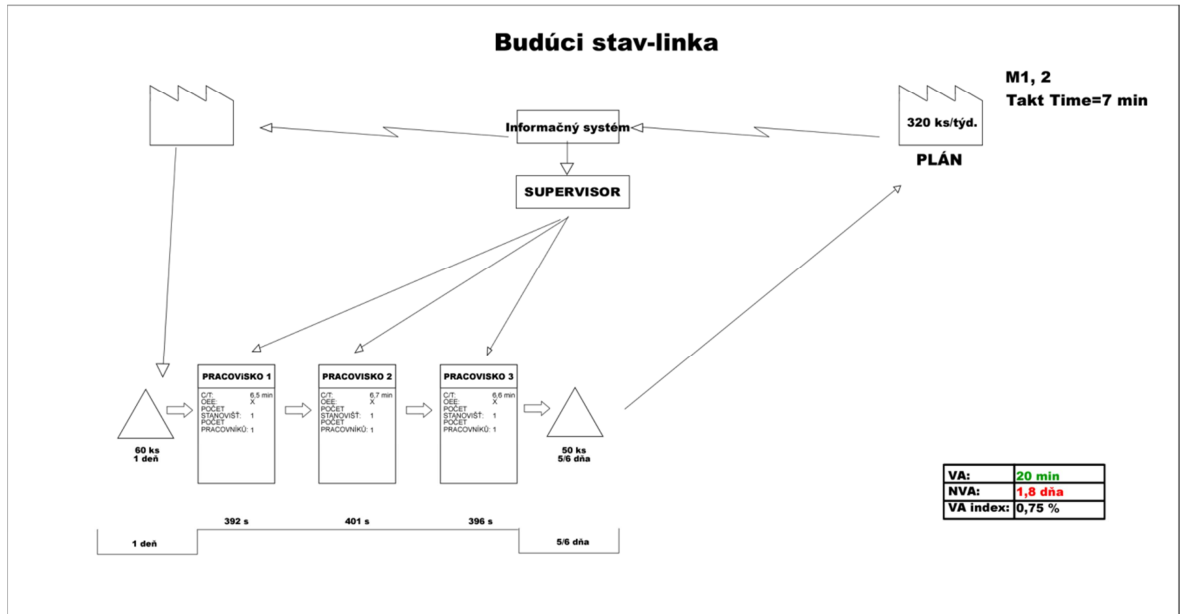 Budúci stav-linka
M1, 2
Takt Time=7 min
320 ks/týd.
PLÁN
Informačný systém
SUPERVISOR
PRACOViSKO 1
C/T: 6,5 min
OEE: X
POČET
STANOVIŠŤ: 1
POČET
PRACOVNÍKŮ: 1
PRACOVISKO 2
C/T: 6,7 min
OEE: X
POČET
STANOVIŠŤ: 1
POČET
PRACOVNÍKŮ: 1
PRACOVISKO 3
C/T: 6,6 min
OEE: X
POČET
STANOVIŠŤ: 1
POČET
PRACOVNÍKŮ: 1
60 ks
1 deň
50 ks
5/6 dňa
392 s
401 s
396 s
1 deň
5/6 dňa
VA: 20 min
NVA: 1,8 dňa
VA index: 0,75 %